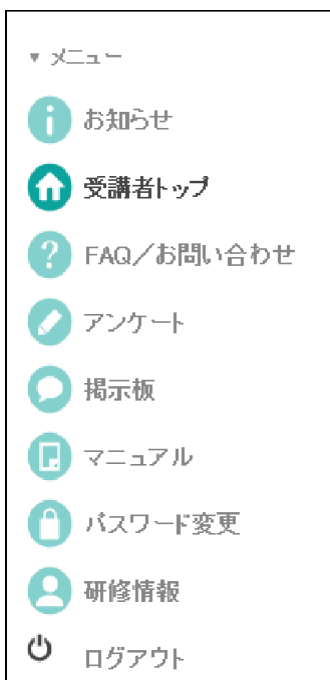 ▼ メニュー
お知らせ
受講者トップ
FAQ／お問い合わせ
アンケート
掲示板
マニュアル
パスワード変更
研修情報
ログアウト